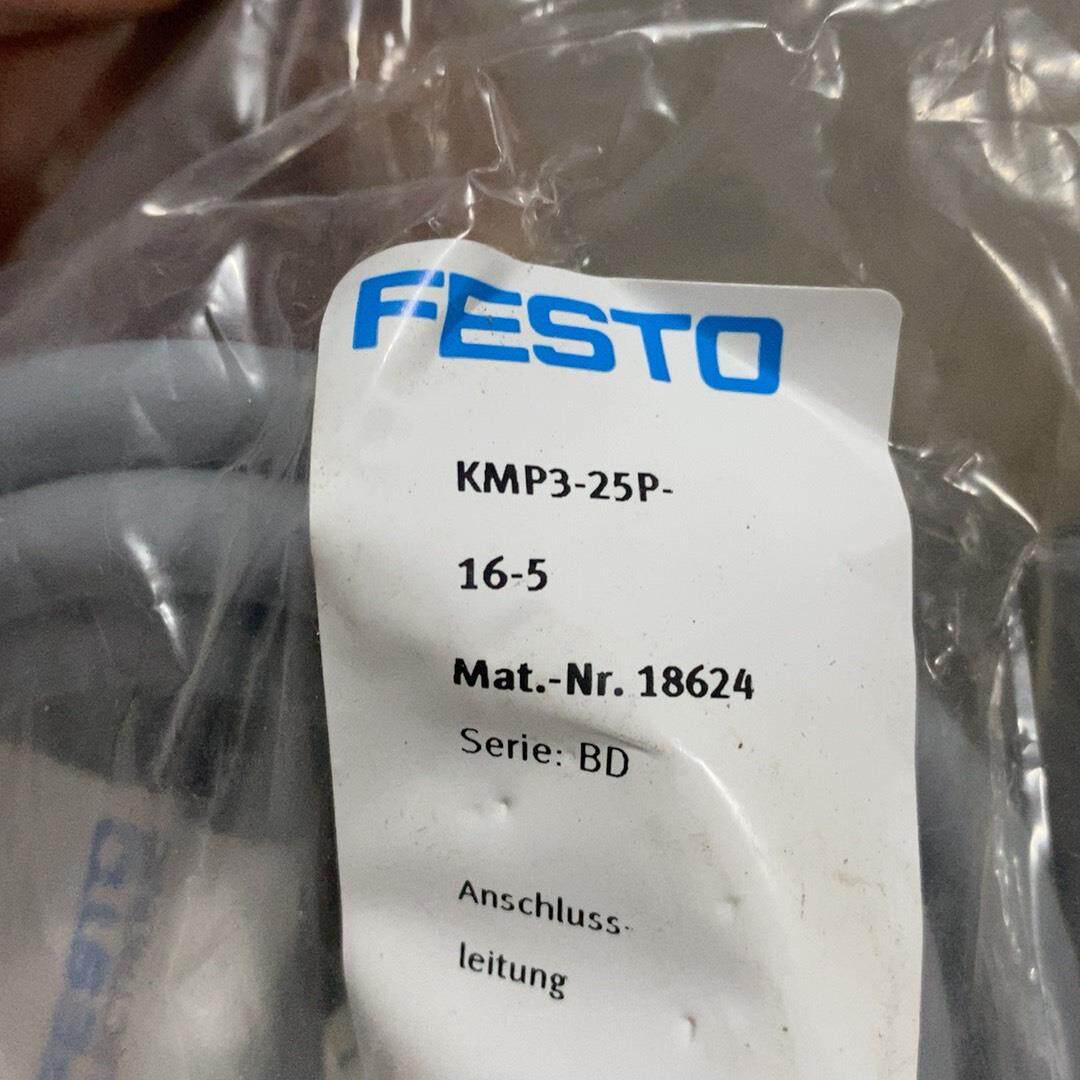 FESTO
KMP3-25P-
16-5
Mat.-Nr. 18624
Serie: BD
Anschluss-
leitung